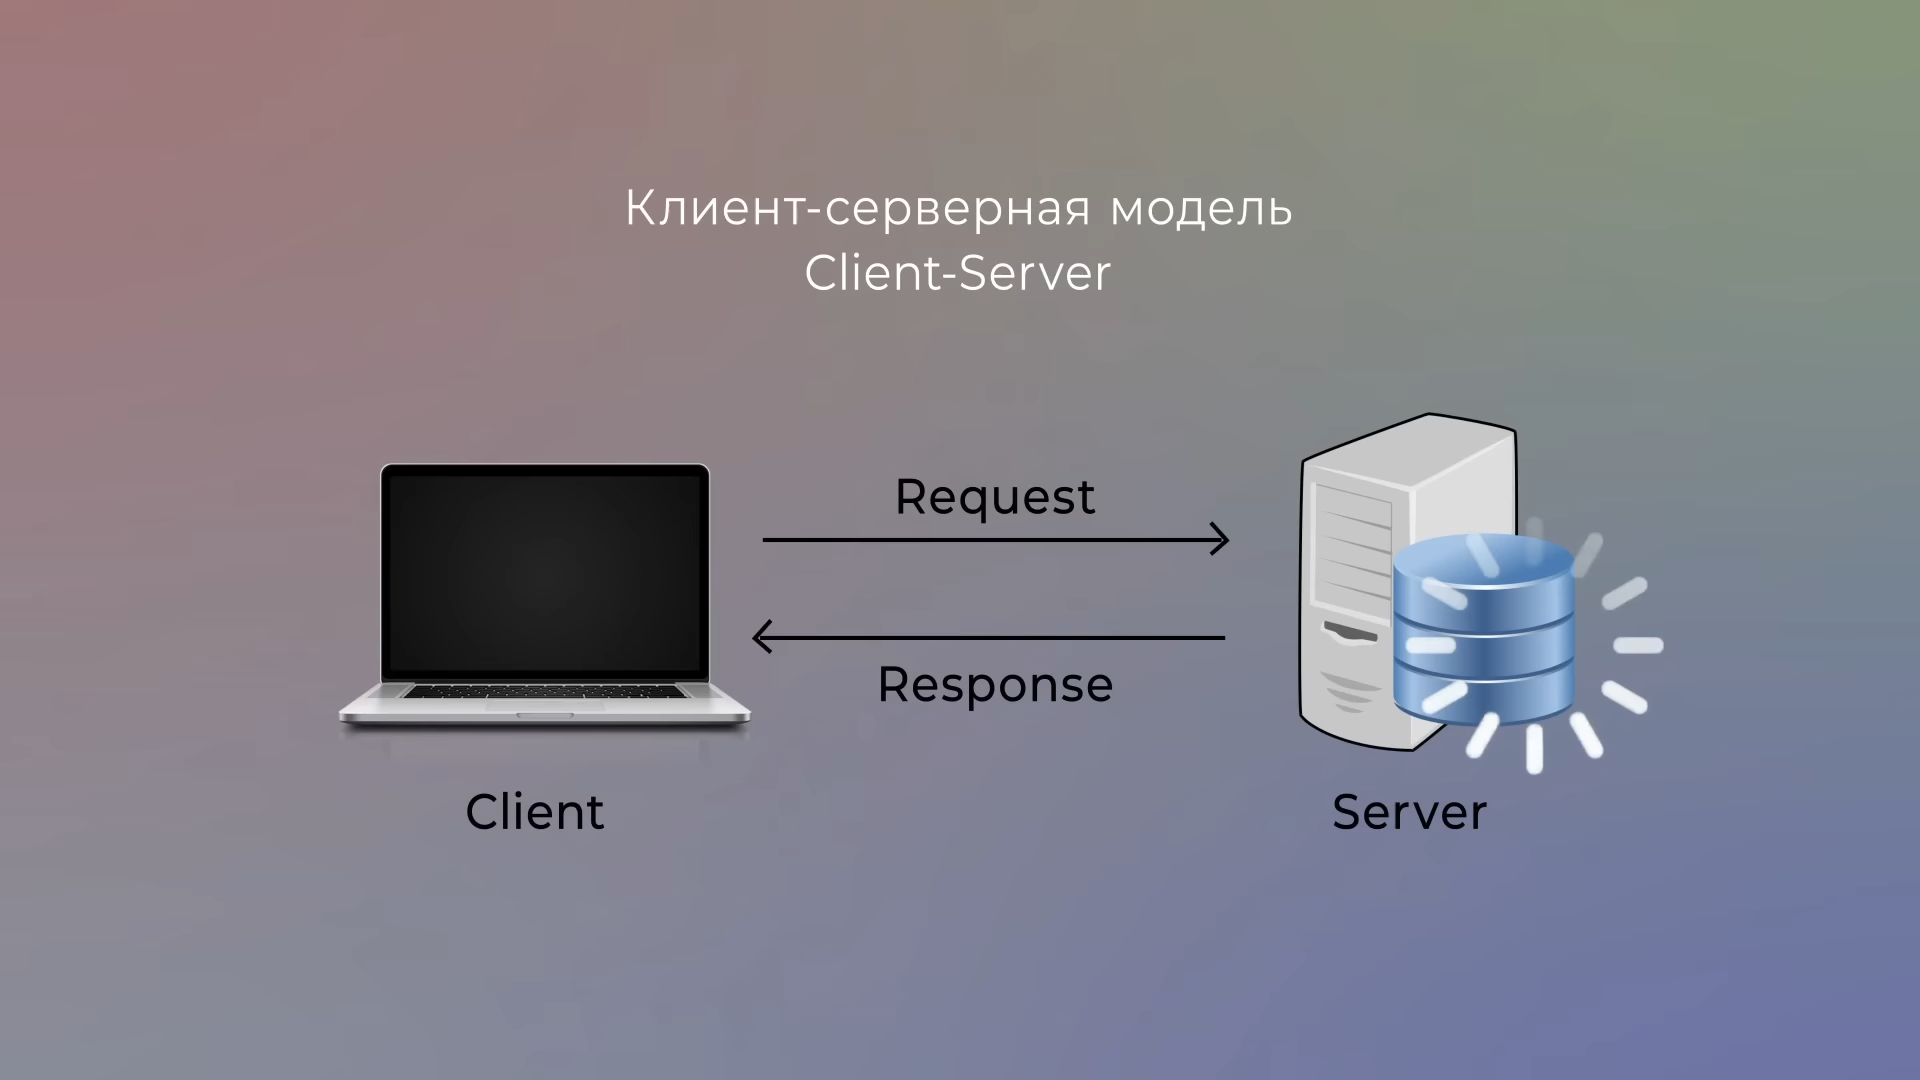 Клиент-серверная модель
Client-Server
Request
Response
Client
Server